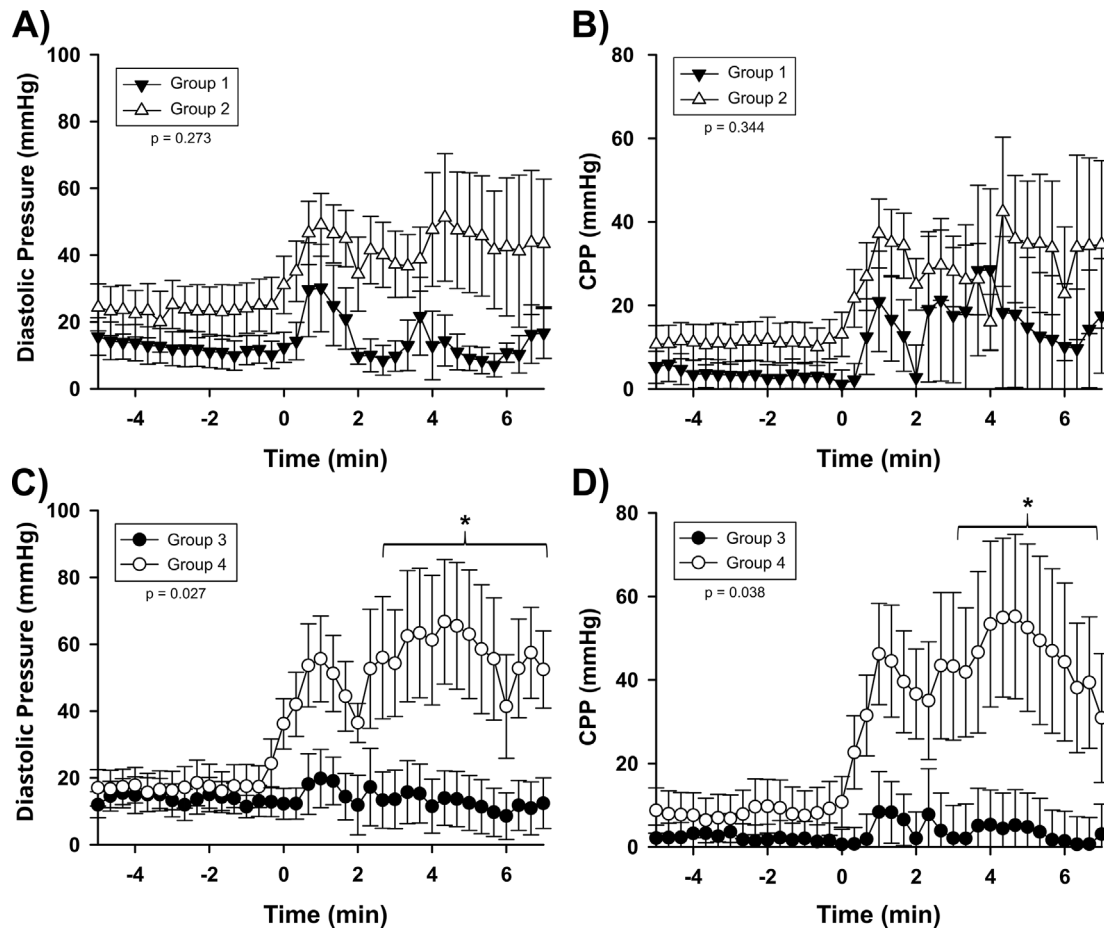 A)
100
80
60
40
20
0
Diastolic Pressure (mmHg)
Group 1
Group 2
p = 0.273
-4 -2 0 2 4 6
Time (min)
B)
80
60
40
20
0
CPP (mmHg)
Group 1
Group 2
p = 0.344
-4 -2 0 2 4 6
Time (min)
C)
100
80
60
40
20
0
Diastolic Pressure (mmHg)
Group 3
Group 4
p = 0.027
*
-4 -2 0 2 4 6
Time (min)
D)
80
60
40
20
0
CPP (mmHg)
Group 3
Group 4
p = 0.038
*
-4 -2 0 2 4 6
Time (min)